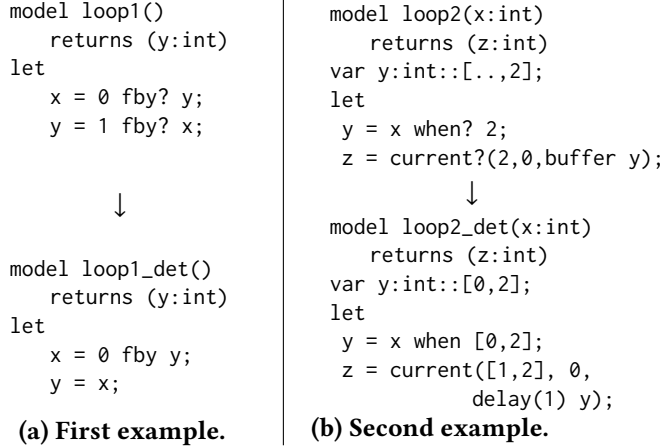 model loop1()
returns (y:int)
let
x = 0 fby? y;
y = 1 fby? x;
↓
model loop1_det()
returns (y:int)
let
x = 0 fby y;
y = x;
(a) First example.
model loop2(x:int)
returns (z:int)
var y:int::[..,2];
let
y = x when? 2;
z = current?(2,0,buffer y);
↓
model loop2_det(x:int)
returns (z:int)
var y:int::[0,2];
let
y = x when [0,2];
z = current([1,2], 0,
delay(1) y);
(b) Second example.